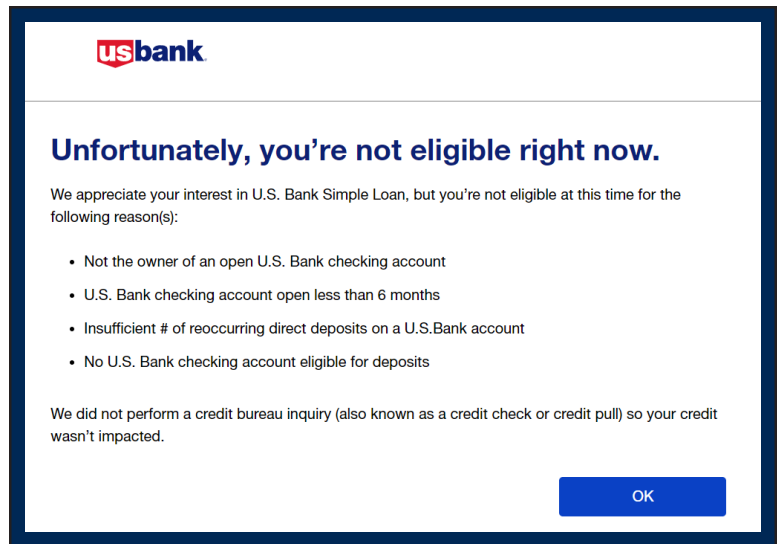 usbank
Unfortunately, you're not eligible right now.
We appreciate your interest in U.S. Bank Simple Loan, but you're not eligible at this time for the
following reason(s):
• Not the owner of an open U.S. Bank checking account
• U.S. Bank checking account open less than 6 months
• Insufficient # of reoccurring direct deposits on a U.S.Bank account
• No U.S. Bank checking account eligible for deposits
We did not perform a credit bureau inquiry (also known as a credit check or credit pull) so your credit
wasn't impacted.
OK